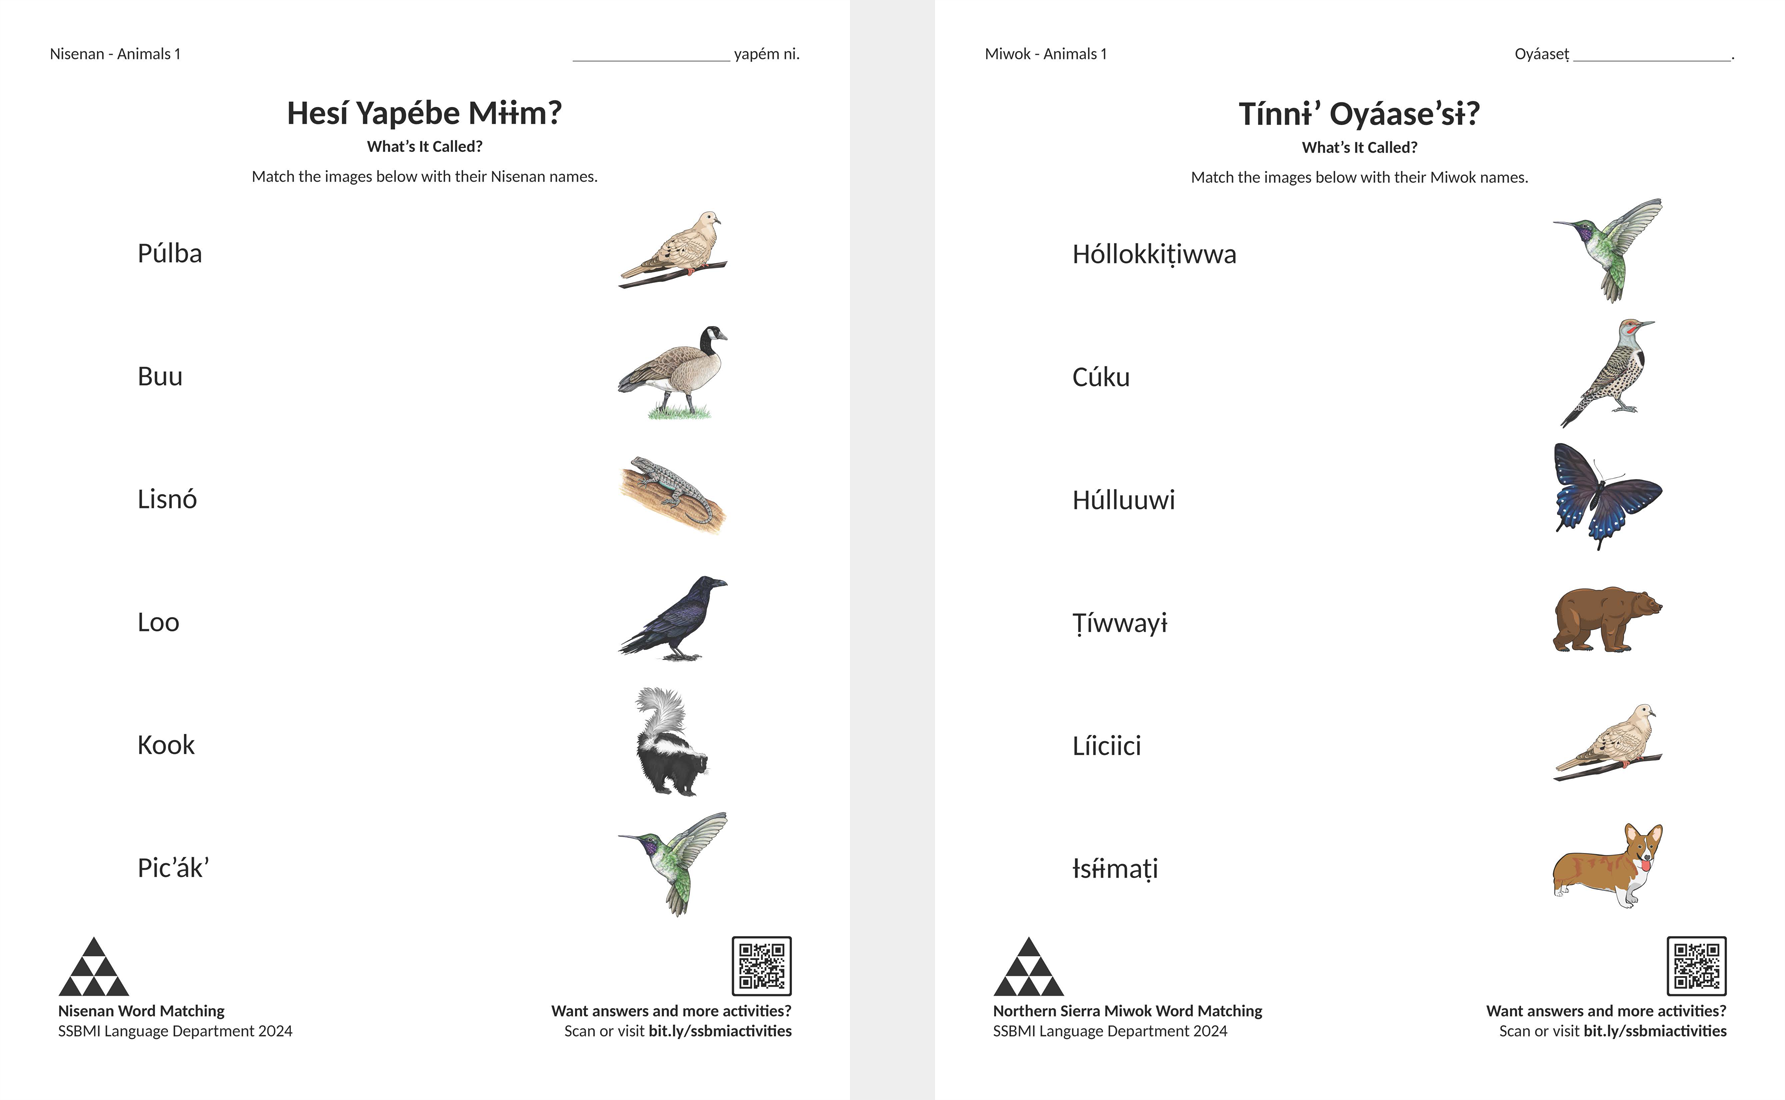 Nisenan - Animals 1
___________________ yapém ni.
Hesí Yapébe Mɨɨm?
What’s It Called?
Match the images below with their Nisenan names.
Púlba
Buu
Lisnó
Loo
Kook
Pic’ák’
Nisenan Word Matching
SSBMI Language Department 2024
Want answers and more activities?
Scan or visit bit.ly/ssbmiactivities
Miwok - Animals 1
Oyáaseṭ ___________________.
Tínnɨ’ Oyáase’sɨ?
What’s It Called?
Match the images below with their Miwok names.
Hóllokkiṭiwwa
Cúku
Húlluuwi
Ṭíwwayɨ
Líiciici
Ɨsɨ́ɨmaṭi
Northern Sierra Miwok Word Matching
SSBMI Language Department 2024
Want answers and more activities?
Scan or visit bit.ly/ssbmiactivities